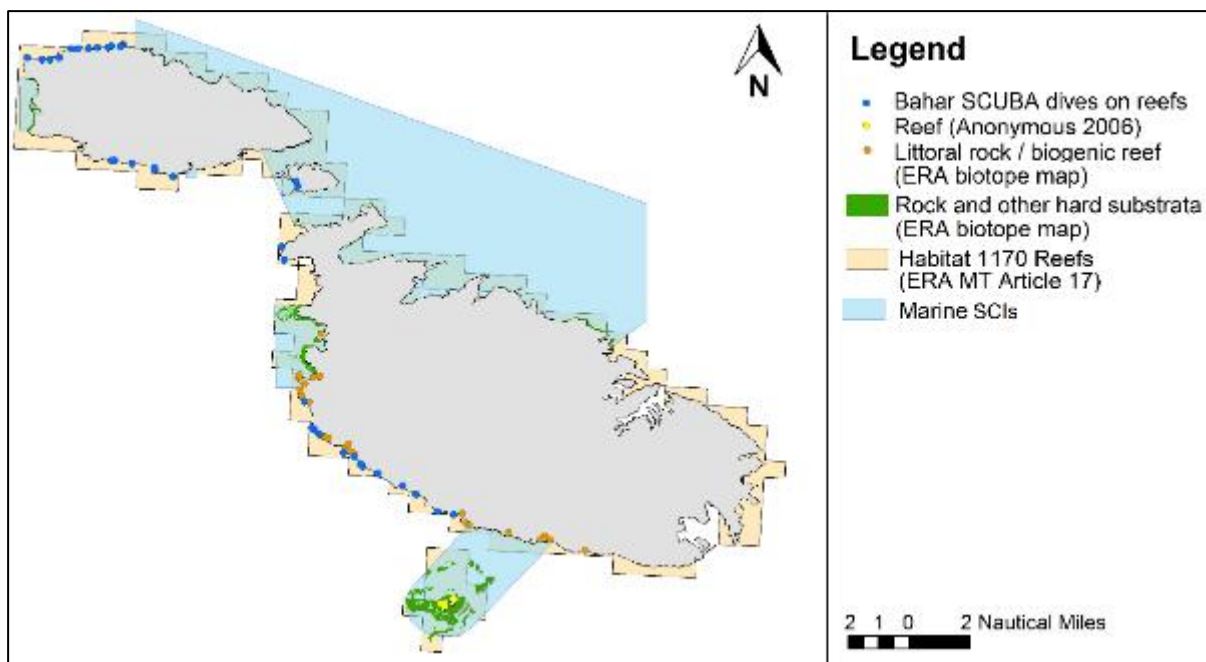 N
Legend
Bahar SCUBA dives on reefs
Reef (Anonymous 2006)
Littoral rock / biogenic reef
(ERA biotope map)
Rock and other hard substrata
(ERA biotope map)
Habitat 1170 Reefs
(ERA MT Article 17)
Marine SCIs
2 1 0 2 Nautical Miles